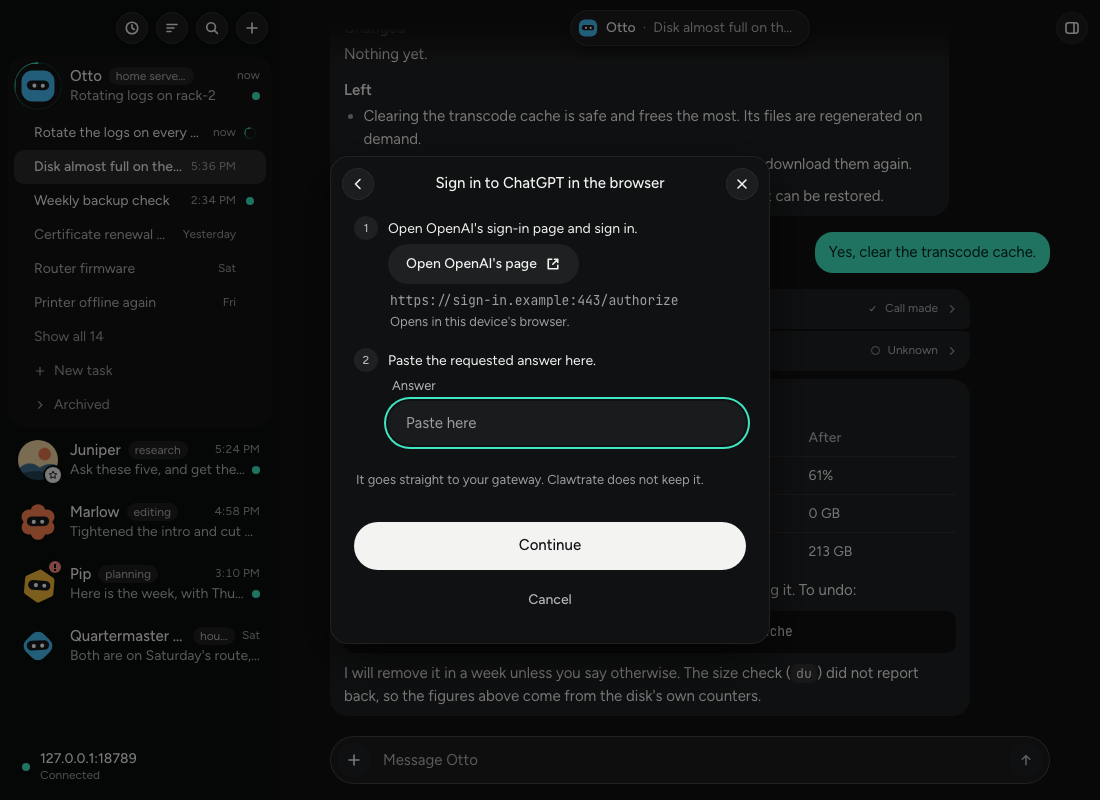 Otto home serve... now
Rotating logs on rack-2
Rotate the logs on every ... now
Disk almost full on the... 5:36 PM
Weekly backup check 2:34 PM
Certificate renewal ... Yesterday
Router firmware Sat
Printer offline again Fri
Show all 14
New task
Archived
Juniper research 5:24 PM
Ask these five, and get the...
Marlow editing 4:58 PM
Tightened the intro and cut ...
Pip planning 3:10 PM
Here is the week, with Thu...
Quartermaster ... hou... Sat
Both are on Saturday's route,...
127.0.0.1:18789
Connected
Otto · Disk almost full on th...
Nothing yet.
Left
• Clearing the transcode cache is safe and frees the most. Its files are regenerated on
demand.
download them again.
can be restored.
Yes, clear the transcode cache.
Call made
Unknown
After
61%
0 GB
213 GB
it. To undo:
I will remove it in a week unless you say otherwise. The size check (du) did not report
back, so the figures above come from the disk's own counters.
Message Otto
Sign in to ChatGPT in the browser
1 Open OpenAI's sign-in page and sign in.
Open OpenAI's page
https://sign-in.example:443/authorize
Opens in this device's browser.
2 Paste the requested answer here.
Answer
Paste here
It goes straight to your gateway. Clawtrate does not keep it.
Continue
Cancel